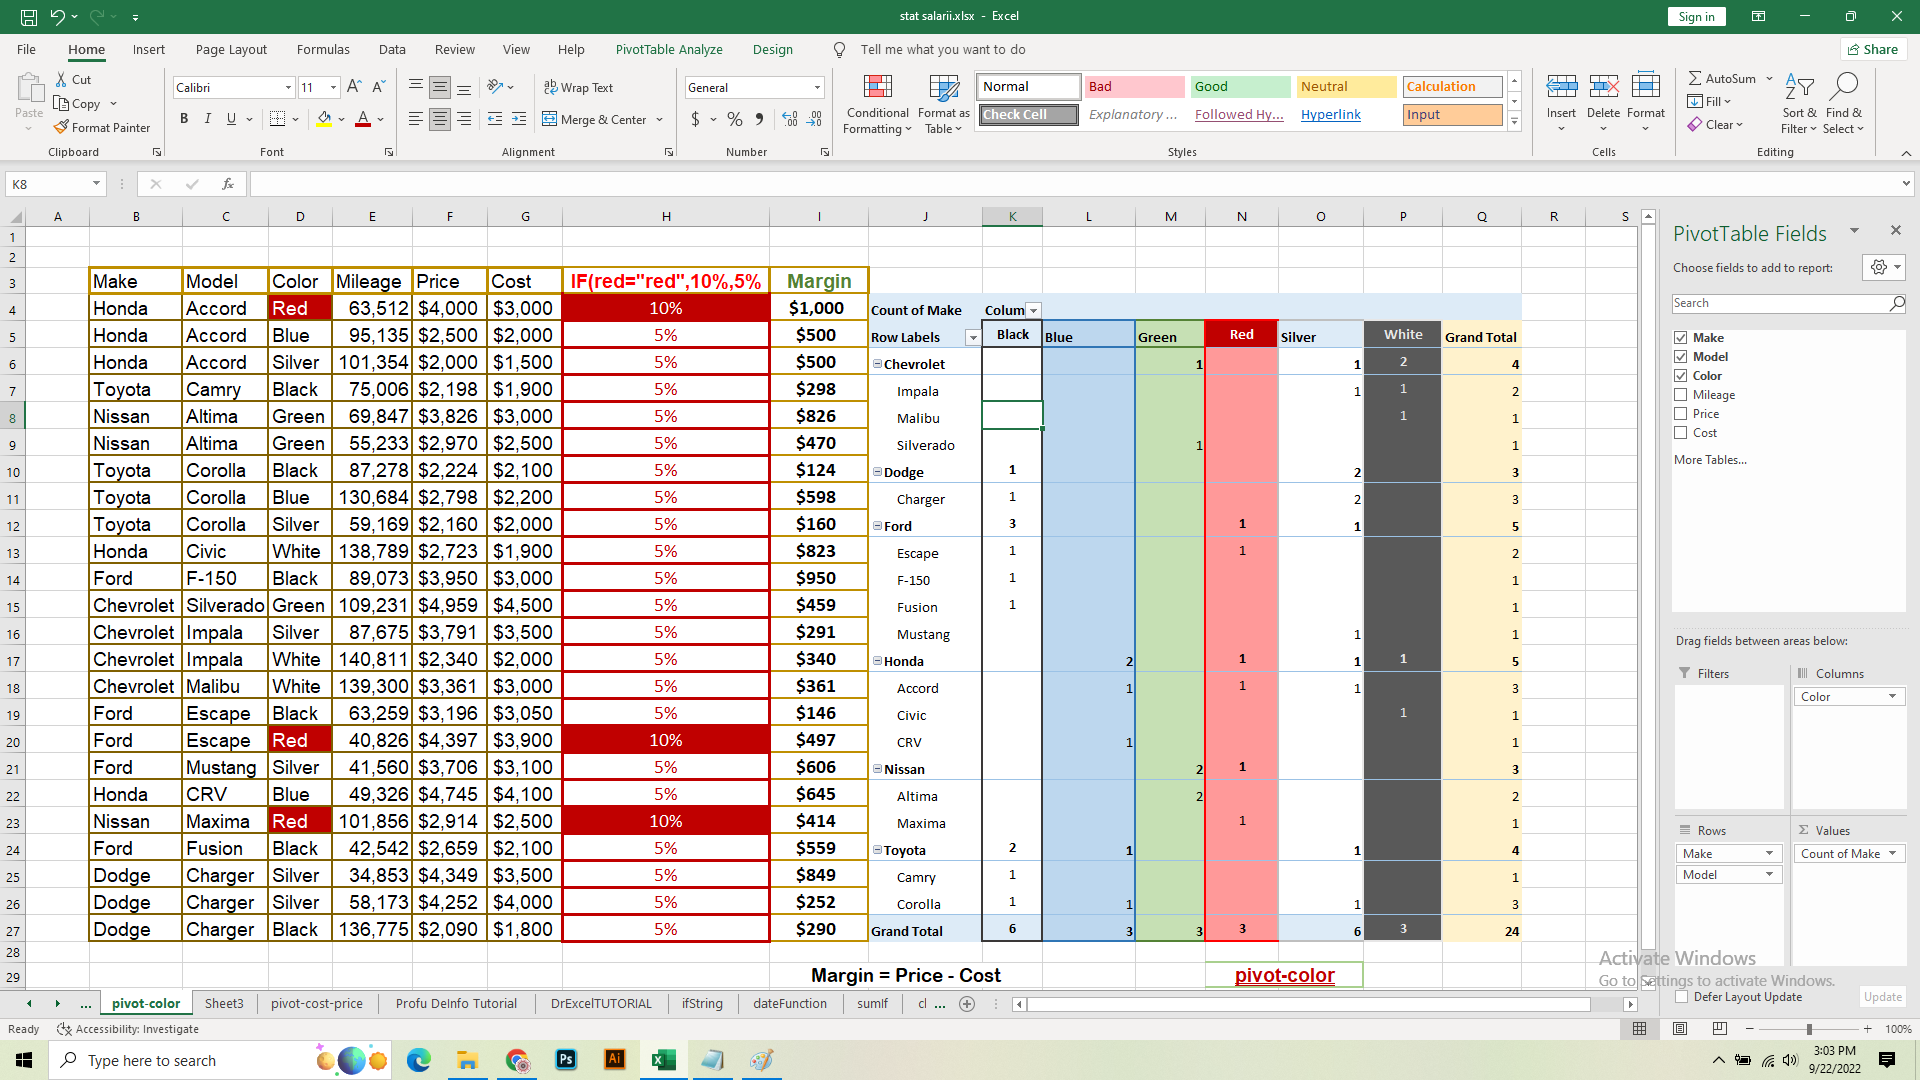 stat salarii.xlsx - Excel
Sign in
File Home Insert Page Layout Formulas Data Review View Help PivotTable Analyze Design Tell me what you want to do Share
Paste Cut Copy Format Painter
Clipboard
Calibri 11
B I U
Font
Wrap Text
Merge & Center
Alignment
General
$ % 9
Number
Conditional Formatting
Format as Table
Normal Bad Good Neutral Calculation
Check Cell Explanatory ... Followed Hy... Hyperlink Input
Styles
Insert Delete Format
Cells
AutoSum
Fill
Clear
Sort & Filter
Find & Select
Editing
K8
fx
A B C D E F G H I J K L M N O P Q R S
1
2
3 Make Model Color Mileage Price Cost IF(red="red",10%,5% Margin
4 Honda Accord Red 63,512 $4,000 $3,000 10% $1,000 Count of Make Colum
5 Honda Accord Blue 95,135 $2,500 $2,000 5% $500 Row Labels Black Blue Green Red Silver White Grand Total
6 Honda Accord Silver 101,354 $2,000 $1,500 5% $500 Chevrolet 1 1 2 4
7 Toyota Camry Black 75,006 $2,198 $1,900 5% $298 Impala 1 1 2
8 Nissan Altima Green 69,847 $3,826 $3,000 5% $826 Malibu 1 1
9 Nissan Altima Green 55,233 $2,970 $2,500 5% $470 Silverado 1 1
10 Toyota Corolla Black 87,278 $2,224 $2,100 5% $124 Dodge 1 2 3
11 Toyota Corolla Blue 130,684 $2,798 $2,200 5% $598 Charger 1 2 3
12 Toyota Corolla Silver 59,169 $2,160 $2,000 5% $160 Ford 3 1 1 5
13 Honda Civic White 138,789 $2,723 $1,900 5% $823 Escape 1 1 2
14 Ford F-150 Black 89,073 $3,950 $3,000 5% $950 F-150 1 1
15 Chevrolet Silverado Green 109,231 $4,959 $4,500 5% $459 Fusion 1 1
16 Chevrolet Impala Silver 87,675 $3,791 $3,500 5% $291 Mustang 1 1
17 Chevrolet Impala White 140,811 $2,340 $2,000 5% $340 Honda 2 1 1 1 5
18 Chevrolet Malibu White 139,300 $3,361 $3,000 5% $361 Accord 1 1 1 3
19 Ford Escape Black 63,259 $3,196 $3,050 5% $146 Civic 1 1
20 Ford Escape Red 40,826 $4,397 $3,900 10% $497 CRV 1 1
21 Ford Mustang Silver 41,560 $3,706 $3,100 5% $606 Nissan 2 1 3
22 Honda CRV Blue 49,326 $4,745 $4,100 5% $645 Altima 2 2
23 Nissan Maxima Red 101,856 $2,914 $2,500 10% $414 Maxima 1 1
24 Ford Fusion Black 42,542 $2,659 $2,100 5% $559 Toyota 2 1 1 4
25 Dodge Charger Silver 34,853 $4,349 $3,500 5% $849 Camry 1 1
26 Dodge Charger Silver 58,173 $4,252 $4,000 5% $252 Corolla 1 1 1 3
27 Dodge Charger Black 136,775 $2,090 $1,800 5% $290 Grand Total 6 3 3 3 6 3 24
28
29 Margin = Price - Cost pivot-color
PivotTable Fields
Choose fields to add to report:
Search
Make
Model
Color
Mileage
Price
Cost
More Tables...
Drag fields between areas below:
Filters Columns
Color
Rows Σ Values
Make Count of Make
Model
Activate Windows
Go to Settings to activate Windows.
Defer Layout Update Update
... pivot-color Sheet3 pivot-cost-price Profu DeInfo Tutorial DrExcelTUTORIAL ifString dateFunction sumIf cl ...
Ready Accessibility: Investigate 100%
Type here to search
Ps Ai
3:03 PM
9/22/2022